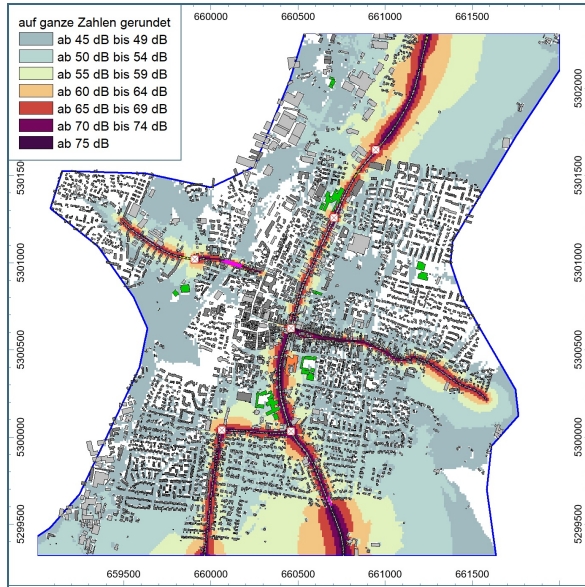 660000 660500 661000 661500
auf ganze Zahlen gerundet
ab 45 dB bis 49 dB
ab 50 dB bis 54 dB
ab 55 dB bis 59 dB
ab 60 dB bis 64 dB
ab 65 dB bis 69 dB
ab 70 dB bis 74 dB
ab 75 dB
5302000
530150
5301500
5301000
5301000
5300500
5300500
5300000
5300000
5299500
5299500
659500 660000 660500 661000 661500